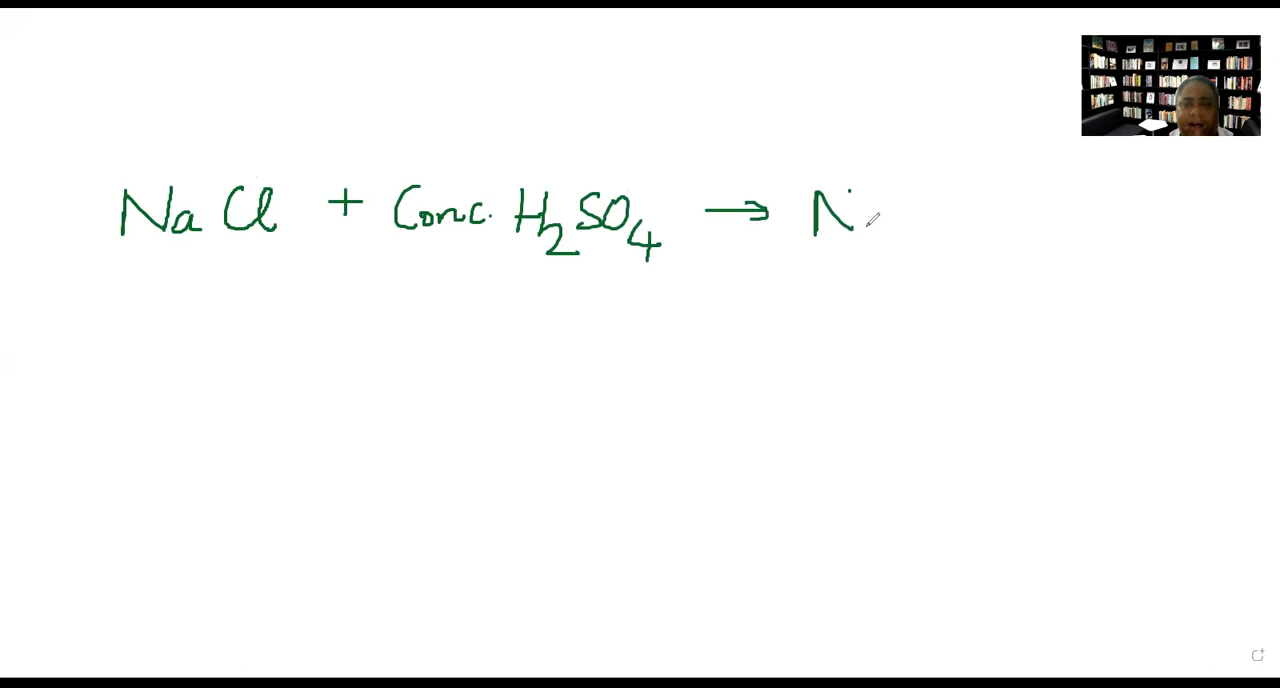 NaCl + Conc. H₂SO₄ → N